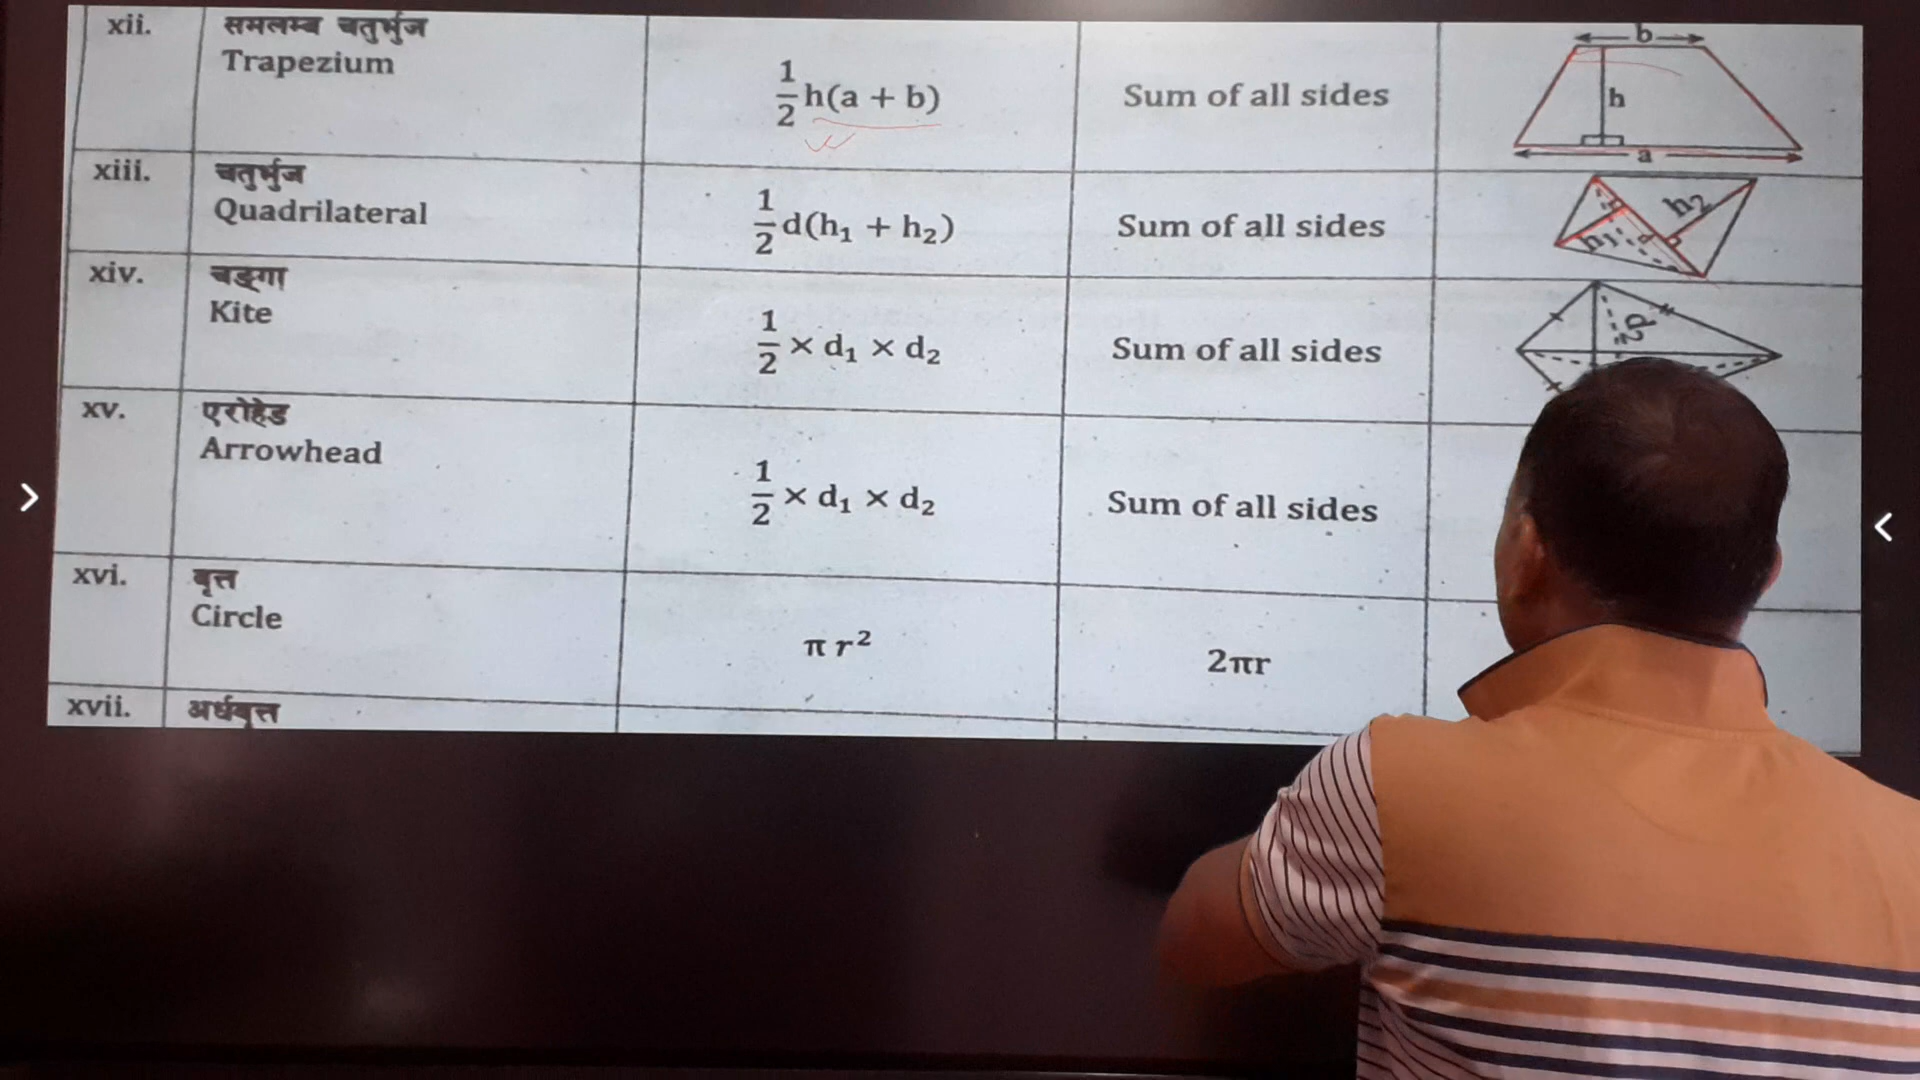 xii. समलम्ब चतुर्भुज
Trapezium
1/2 h(a + b)
Sum of all sides
b
h
a
xiii. चतुर्भुज
Quadrilateral
1/2 d(h₁ + h₂)
Sum of all sides
h₁
d
h₂
xiv. चङ्गा
Kite
1/2 × d₁ × d₂
Sum of all sides
d₂
xv. एरोहेड
Arrowhead
1/2 × d₁ × d₂
Sum of all sides
xvi. वृत्त
Circle
π r²
2πr
xvii. अर्धवृत्त